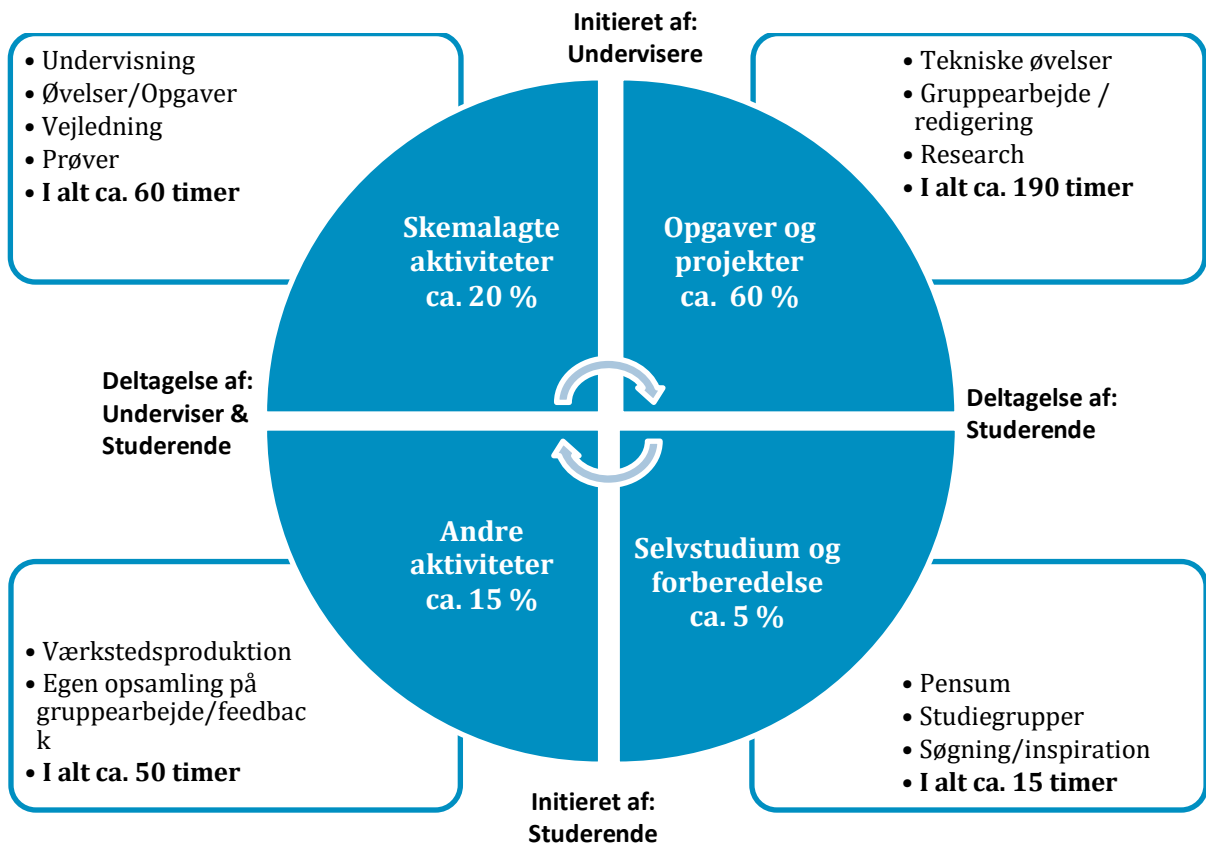 Initieret af:
Undervisere
• Undervisning
• Øvelser/Opgaver
• Vejledning
• Prøver
• I alt ca. 60 timer
• Tekniske øvelser
• Gruppearbejde /
redigering
• Research
• I alt ca. 190 timer
Skemalagte
aktiviteter
ca. 20 %
Opgaver og
projekter
ca. 60 %
Deltagelse af:
Underviser &
Studerende
Deltagelse af:
Studerende
Andre
aktiviteter
ca. 15 %
Selvstudium og
forberedelse
ca. 5 %
• Værkstedsproduktion
• Egen opsamling på
gruppearbejde/feedbac
k
• I alt ca. 50 timer
• Pensum
• Studiegrupper
• Søgning/inspiration
• I alt ca. 15 timer
Initieret af:
Studerende